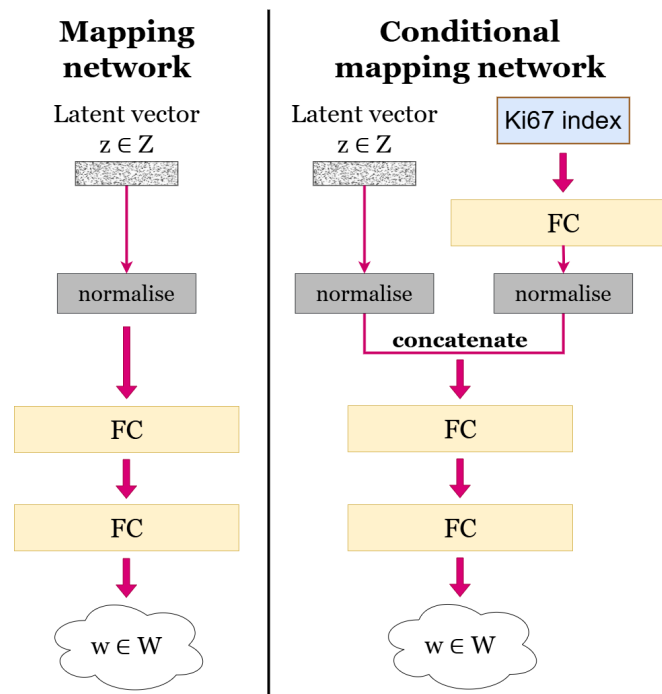 Mapping
network
Latent vector
z ∈ Z
normalise
FC
FC
w ∈ W
Conditional
mapping network
Latent vector
z ∈ Z
Ki67 index
FC
normalise
normalise
concatenate
FC
FC
w ∈ W